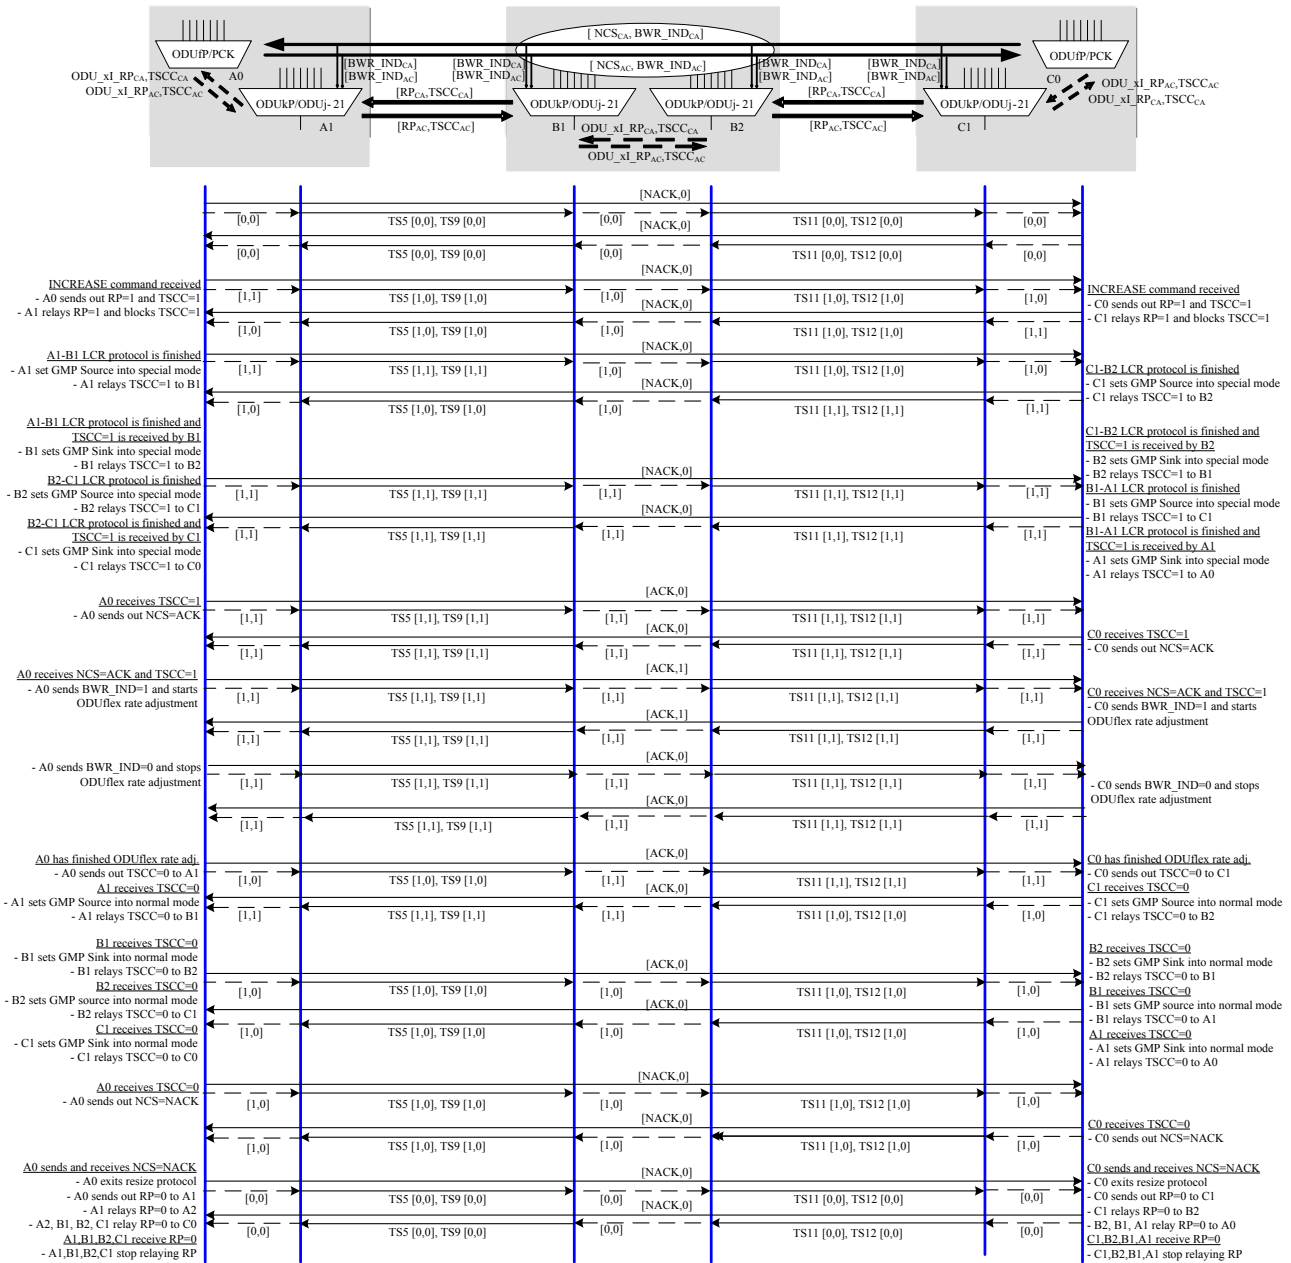 [ NCSCA, BWR_INDCA]
ODUfP/PCK
ODUfP/PCK
[ NCSAC, BWR_INDAC]
A0
C0
ODU_xI_RPCA,TSCCCA
ODU_xI_RPAC,TSCCAC
[BWR_INDCA]
[BWR_INDAC]
[BWR_INDCA]
[BWR_INDAC]
[BWR_INDCA]
[BWR_INDAC]
[BWR_INDCA]
[BWR_INDAC]
ODU_xI_RPAC,TSCCAC
ODU_xI_RPCA,TSCCCA
[RPCA,TSCCCA]
[RPCA,TSCCCA]
ODUkP/ODUj-21
ODUkP/ODUj-21
ODUkP/ODUj-21
ODUkP/ODUj-21
A1
B1
B2
C1
[RPAC,TSCCAC]
[RPAC,TSCCAC]
ODU_xI_RPCA,TSCCCA
ODU_xI_RPAC,TSCCAC
[NACK,0]
[0,0] TS5 [0,0], TS9 [0,0] [0,0] TS11 [0,0], TS12 [0,0] [0,0]
[NACK,0]
[0,0] TS5 [0,0], TS9 [0,0] [0,0] TS11 [0,0], TS12 [0,0] [0,0]
INCREASE command received
- A0 sends out RP=1 and TSCC=1
- A1 relays RP=1 and blocks TSCC=1
[NACK,0]
[1,1] TS5 [1,0], TS9 [1,0] [1,0] TS11 [1,0], TS12 [1,0] [1,0]
[NACK,0]
[1,0] TS5 [1,0], TS9 [1,0] [1,0] TS11 [1,0], TS12 [1,0] [1,1]
INCREASE command received
- C0 sends out RP=1 and TSCC=1
- C1 relays RP=1 and blocks TSCC=1
A1-B1 LCR protocol is finished
- A1 set GMP Source into special mode
- A1 relays TSCC=1 to B1
[NACK,0]
[1,1] TS5 [1,1], TS9 [1,1] [1,0] TS11 [1,0], TS12 [1,0] [1,0]
[NACK,0]
[1,0] TS5 [1,0], TS9 [1,0] [1,0] TS11 [1,1], TS12 [1,1] [1,1]
C1-B2 LCR protocol is finished
- C1 sets GMP Source into special mode
- C1 relays TSCC=1 to B2
A1-B1 LCR protocol is finished and
TSCC=1 is received by B1
- B1 sets GMP Sink into special mode
- B1 relays TSCC=1 to B2
B2-C1 LCR protocol is finished
- B2 sets GMP Source into special mode
- B2 relays TSCC=1 to C1
B2-C1 LCR protocol is finished and
TSCC=1 is received by C1
- C1 sets GMP Sink into special mode
- C1 relays TSCC=1 to C0
[NACK,0]
[1,1] TS5 [1,1], TS9 [1,1] [1,1] TS11 [1,1], TS12 [1,1] [1,1]
[NACK,0]
[1,1] TS5 [1,1], TS9 [1,1] [1,1] TS11 [1,1], TS12 [1,1] [1,1]
C1-B2 LCR protocol is finished and
TSCC=1 is received by B2
- B2 sets GMP Sink into special mode
- B2 relays TSCC=1 to B1
B1-A1 LCR protocol is finished
- B1 sets GMP Source into special mode
- B1 relays TSCC=1 to C1
B1-A1 LCR protocol is finished and
TSCC=1 is received by A1
- A1 sets GMP Sink into special mode
- A1 relays TSCC=1 to A0
A0 receives TSCC=1
- A0 sends out NCS=ACK
[ACK,0]
[1,1] TS5 [1,1], TS9 [1,1] [1,1] TS11 [1,1], TS12 [1,1] [1,1]
[ACK,0]
[1,1] TS5 [1,1], TS9 [1,1] [1,1] TS11 [1,1], TS12 [1,1] [1,1]
C0 receives TSCC=1
- C0 sends out NCS=ACK
A0 receives NCS=ACK and TSCC=1
- A0 sends BWR_IND=1 and starts
ODUflex rate adjustment
[ACK,1]
[1,1] TS5 [1,1], TS9 [1,1] [1,1] TS11 [1,1], TS12 [1,1] [1,1]
[ACK,1]
[1,1] TS5 [1,1], TS9 [1,1] [1,1] TS11 [1,1], TS12 [1,1] [1,1]
C0 receives NCS=ACK and TSCC=1
- C0 sends BWR_IND=1 and starts
ODUflex rate adjustment
- A0 sends BWR_IND=0 and stops
ODUflex rate adjustment
[ACK,0]
[1,1] TS5 [1,1], TS9 [1,1] [1,1] TS11 [1,1], TS12 [1,1] [1,1]
[ACK,0]
[1,1] TS5 [1,1], TS9 [1,1] [1,1] TS11 [1,1], TS12 [1,1] [1,1]
- C0 sends BWR_IND=0 and stops
ODUflex rate adjustment
A0 has finished ODUflex rate adj.
- A0 sends out TSCC=0 to A1
A1 receives TSCC=0
- A1 sets GMP Source into normal mode
- A1 relays TSCC=0 to B1
[ACK,0]
[1,0] TS5 [1,0], TS9 [1,0] [1,1] TS11 [1,1], TS12 [1,1] [1,1]
[ACK,0]
[1,1] TS5 [1,1], TS9 [1,1] [1,1] TS11 [1,0], TS12 [1,0] [1,0]
C0 has finished ODUflex rate adj.
- C0 sends out TSCC=0 to C1
C1 receives TSCC=0
- C1 sets GMP Source into normal mode
- C1 relays TSCC=0 to B2
B1 receives TSCC=0
- B1 sets GMP Sink into normal mode
- B1 relays TSCC=0 to B2
B2 receives TSCC=0
- B2 sets GMP source into normal mode
- B2 relays TSCC=0 to C1
C1 receives TSCC=0
- C1 sets GMP Sink into normal mode
- C1 relays TSCC=0 to C0
[ACK,0]
[1,0] TS5 [1,0], TS9 [1,0] [1,0] TS11 [1,0], TS12 [1,0] [1,0]
[ACK,0]
[1,0] TS5 [1,0], TS9 [1,0] [1,0] TS11 [1,0], TS12 [1,0] [1,0]
B2 receives TSCC=0
- B2 sets GMP Sink into normal mode
- B2 relays TSCC=0 to B1
B1 receives TSCC=0
- B1 sets GMP source into normal mode
- B1 relays TSCC=0 to A1
A1 receives TSCC=0
- A1 sets GMP Sink into normal mode
- A1 relays TSCC=0 to A0
A0 receives TSCC=0
- A0 sends out NCS=NACK
[NACK,0]
[1,0] TS5 [1,0], TS9 [1,0] [1,0] TS11 [1,0], TS12 [1,0] [1,0]
[NACK,0]
[1,0] TS5 [1,0], TS9 [1,0] [1,0] TS11 [1,0], TS12 [1,0] [1,0]
C0 receives TSCC=0
- C0 sends out NCS=NACK
A0 sends and receives NCS=NACK
- A0 exits resize protocol
- A0 sends out RP=0 to A1
- A1 relays RP=0 to A2
- A2, B1, B2, C1 relay RP=0 to C0
A1,B1,B2,C1 receive RP=0
- A1,B1,B2,C1 stop relaying RP
[NACK,0]
[0,0] TS5 [0,0], TS9 [0,0] [0,0] TS11 [0,0], TS12 [0,0] [0,0]
[NACK,0]
[0,0] TS5 [0,0], TS9 [0,0] [0,0] TS11 [0,0], TS12 [0,0] [0,0]
C0 sends and receives NCS=NACK
- C0 exits resize protocol
- C0 sends out RP=0 to C1
- C1 relays RP=0 to B2
- B2, B1, A1 relay RP=0 to A0
C1,B2,B1,A1 receive RP=0
- C1,B2,B1,A1 stop relaying RP